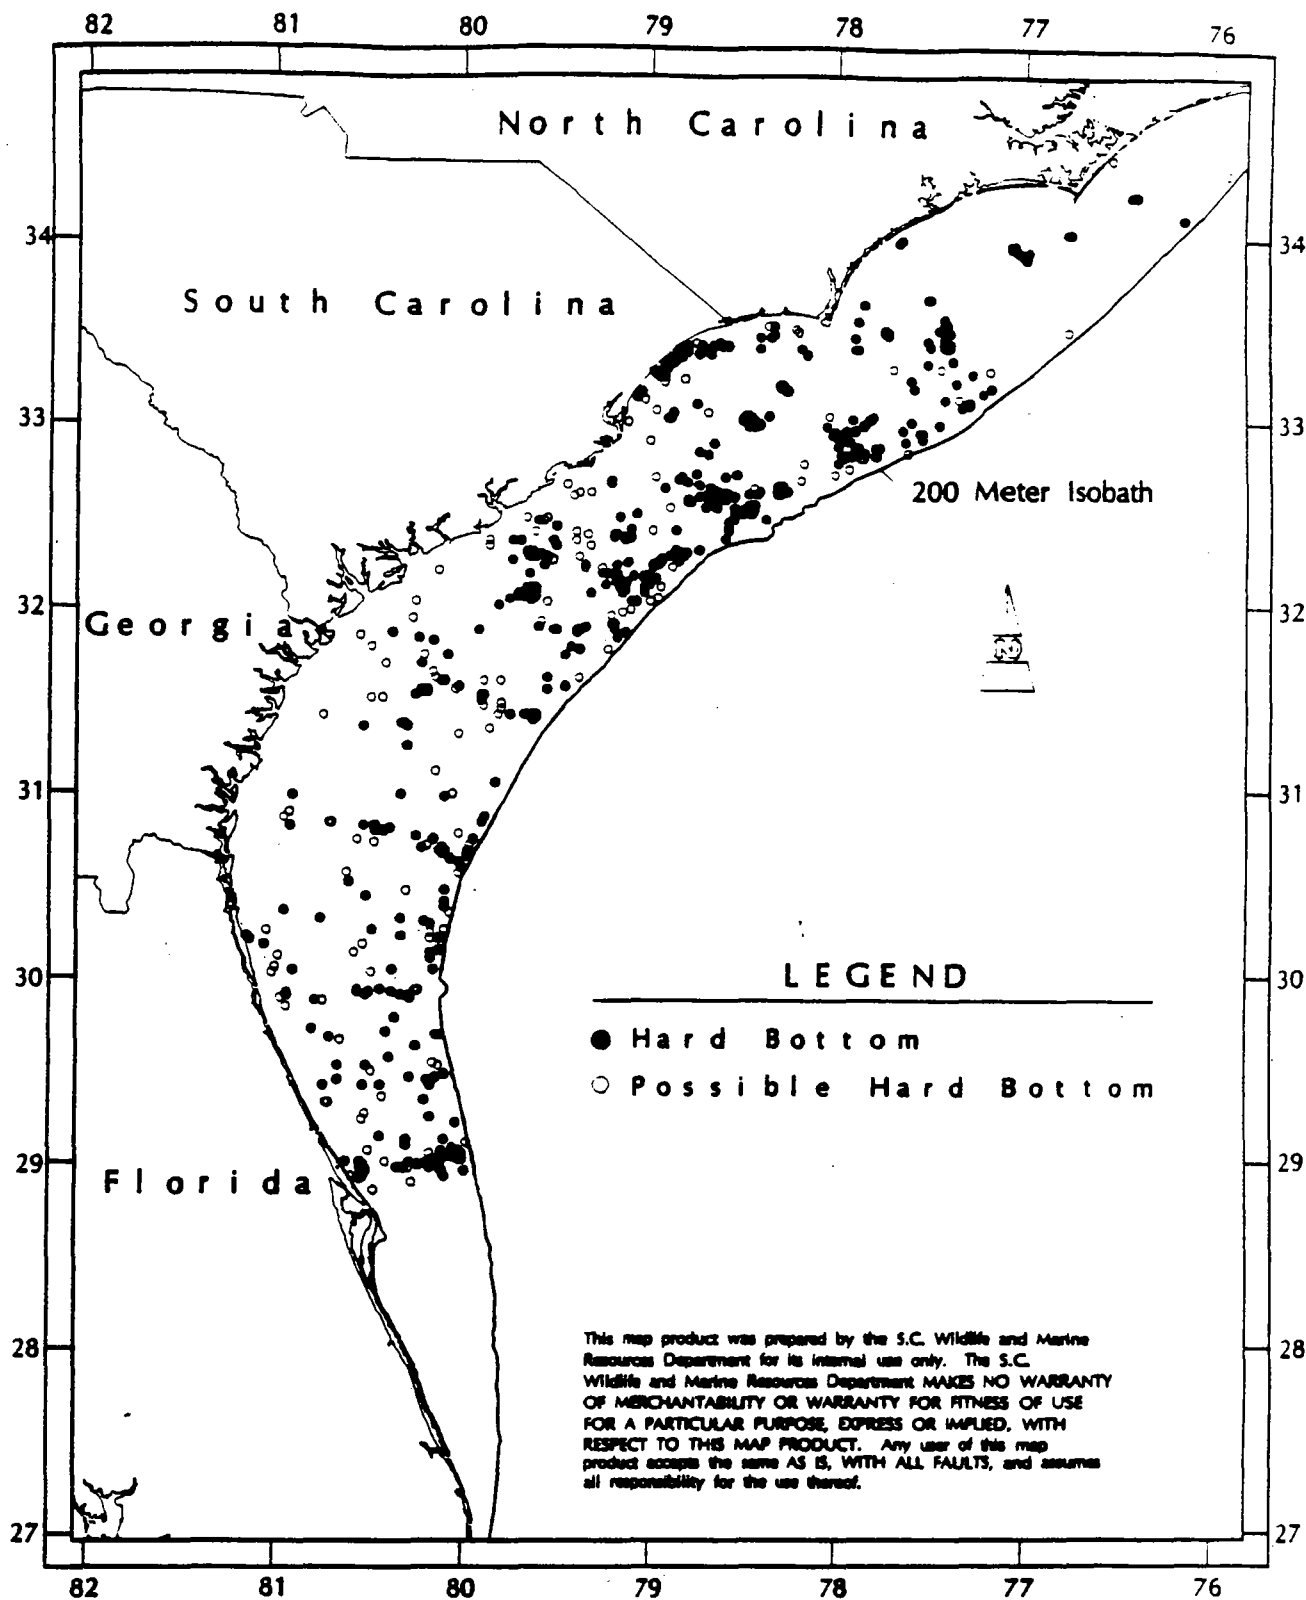 82 81 80 79 78 77 76
North Carolina
34 34
South Carolina
33 33
200 Meter Isobath
32 32
Georgia
N
31 31
LEGEND
30 30
Hard Bottom
Possible Hard Bottom
29 29
Florida
28 28
This map product was prepared by the S.C. Wildlife and Marine
Resources Department for its internal use only. The S.C.
Wildlife and Marine Resources Department MAKES NO WARRANTY
OF MERCHANTABILITY OR WARRANTY FOR FITNESS OF USE
FOR A PARTICULAR PURPOSE, EXPRESS OR IMPLIED, WITH
RESPECT TO THIS MAP PRODUCT. Any user of this map
product accepts the same AS IS, WITH ALL FAULTS, and assumes
all responsibility for the use thereof.
27 27
82 81 80 79 78 77 76